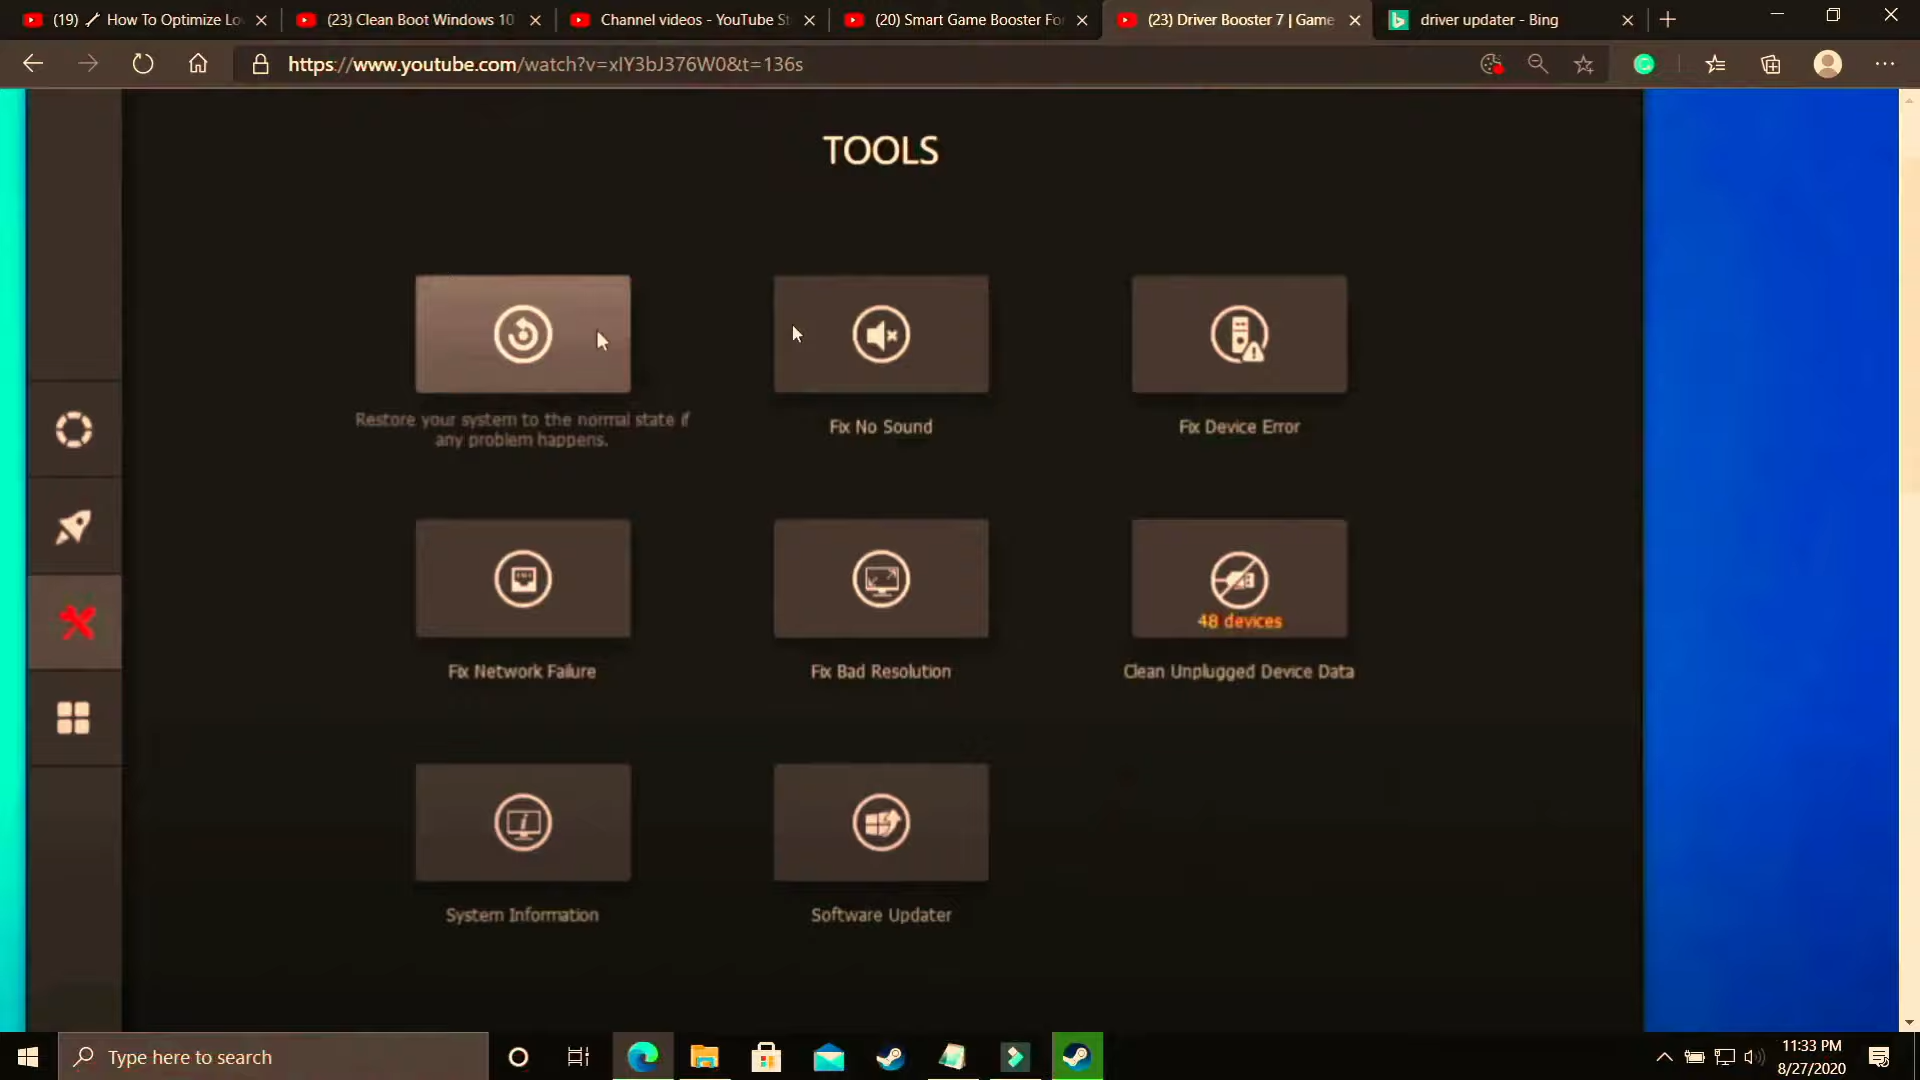 (19) 🔧 How To Optimize Lo
(23) Clean Boot Windows 10
Channel videos - YouTube St
(20) Smart Game Booster Fo
(23) Driver Booster 7 | Game
driver updater - Bing
https://www.youtube.com/watch?v=xIY3bJ376W0&t=136s
TOOLS
Restore your system to the normal state if
any problem happens.
Fix No Sound
Fix Device Error
48 devices
Fix Network Failure
Fix Bad Resolution
Clean Unplugged Device Data
System Information
Software Updater
Type here to search
11:33 PM
8/27/2020